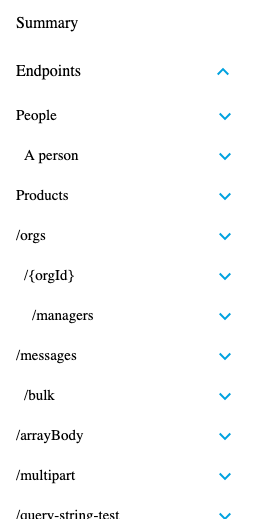 Summary
Endpoints
People
A person
Products
/orgs
/{orgId}
/managers
/messages
/bulk
/arrayBody
/multipart
/query-string-test